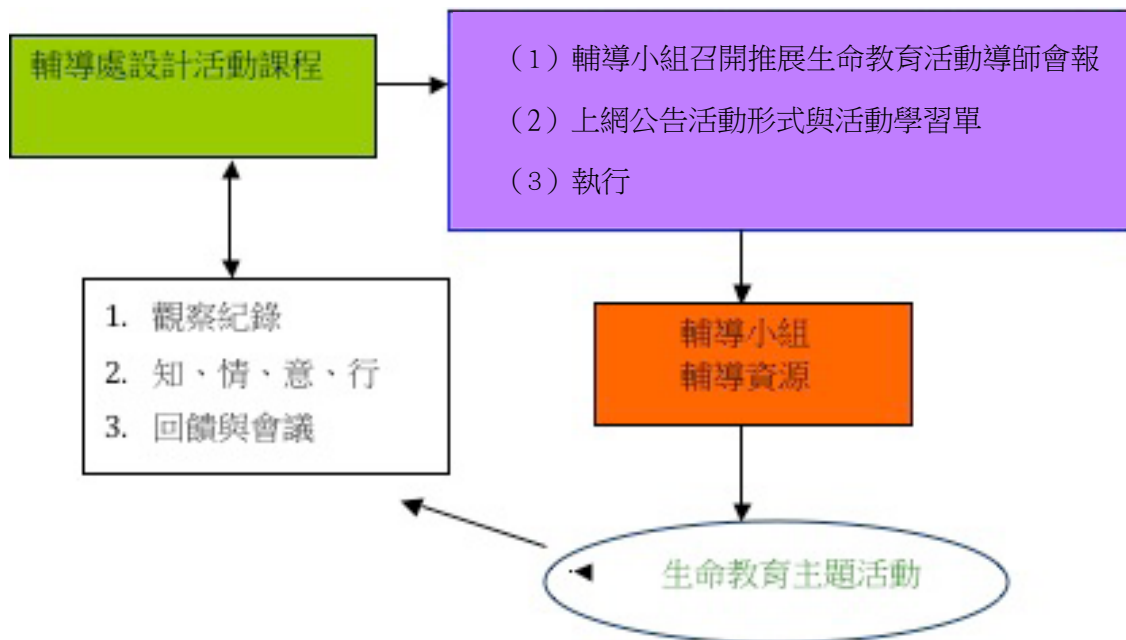 輔導處設計活動課程
（1）輔導小組召開推展生命教育活動導師會報
（2）上網公告活動形式與活動學習單
（3）執行
1. 觀察紀錄
2. 知、情、意、行
3. 回饋與會議
輔導小組
輔導資源
生命教育主題活動